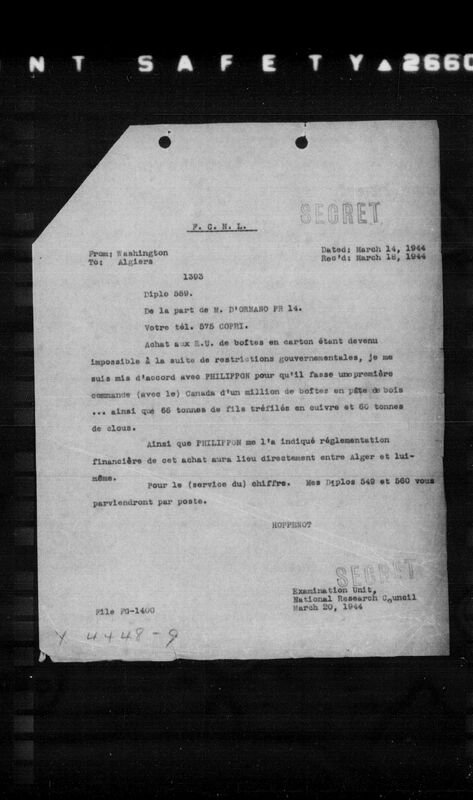 NT SAFETY▲2660
SECRET
F. C. N. L.
From: Washington
To: Algiers
Dated: March 14, 1944
Rec'd: March 18, 1944
1393
Diplo 559.
De la part de M. D'ORNANO PR 14.
Votre tél. 575 COPRI.
Achat aux E.U. de boîtes en carton étant devenu
impossible à la suite de restrictions gouvernementales, je me
suis mis d'accord avec PHILIPPON pour qu'il fasse une première
commande (avec le) Canada d'un million de boîtes en pâte de bois
... ainsi que 66 tonnes de fils tréfilés en cuivre et 60 tonnes
de clous.
Ainsi que PHILIPPON me l'a indiqué réglementation
financière de cet achat aura lieu directement entre Alger et lui-
même.
Pour le (service du) chiffre. Mes Diplos 549 et 560 vous
parviendront par poste.
HOPPENOT
SECRET
Examination Unit,
National Research Council
March 20, 1944
File FG-1400
Y 4448-9